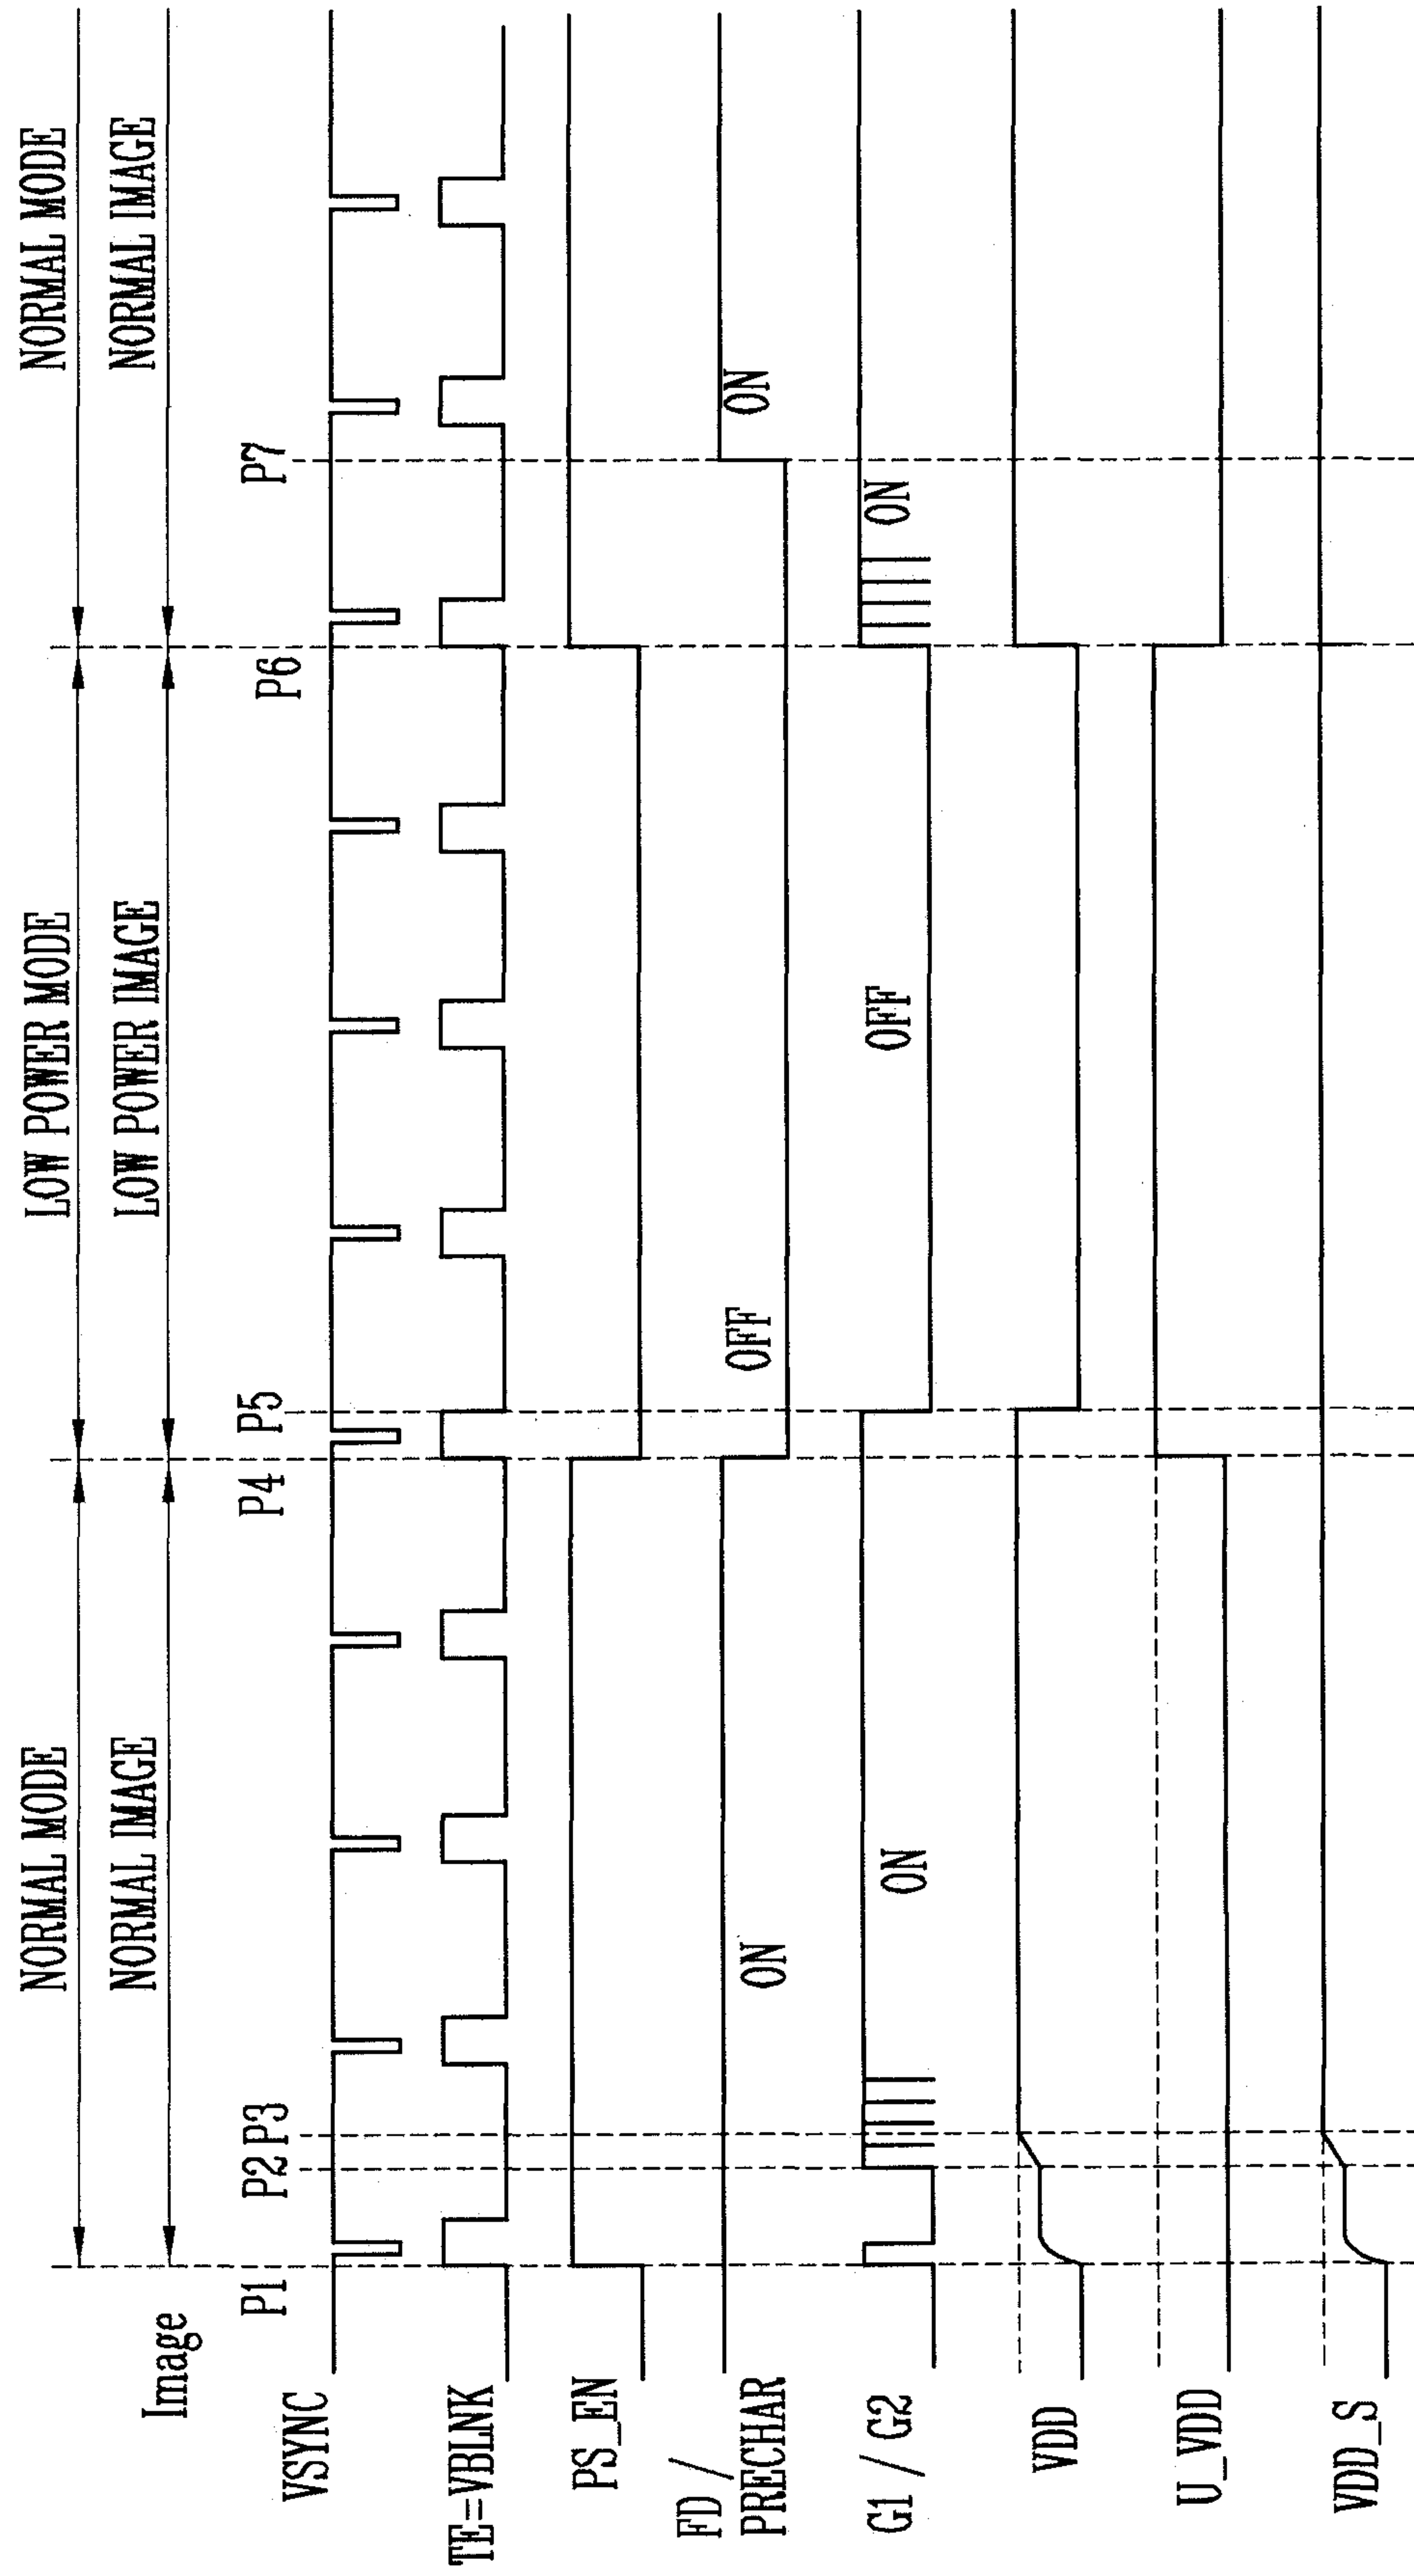 NORMAL MODE
LOW POWER MODE
NORMAL MODE
Image
NORMAL IMAGE
LOW POWER IMAGE
NORMAL IMAGE
P1
P2
P3
P4
P5
P6
P7
VSYNC
TE=VBLNK
PS_EN
FD /
PRECHAR
ON
OFF
ON
G1 / G2
ON
OFF
ON
VDD
U_VDD
VDD_S